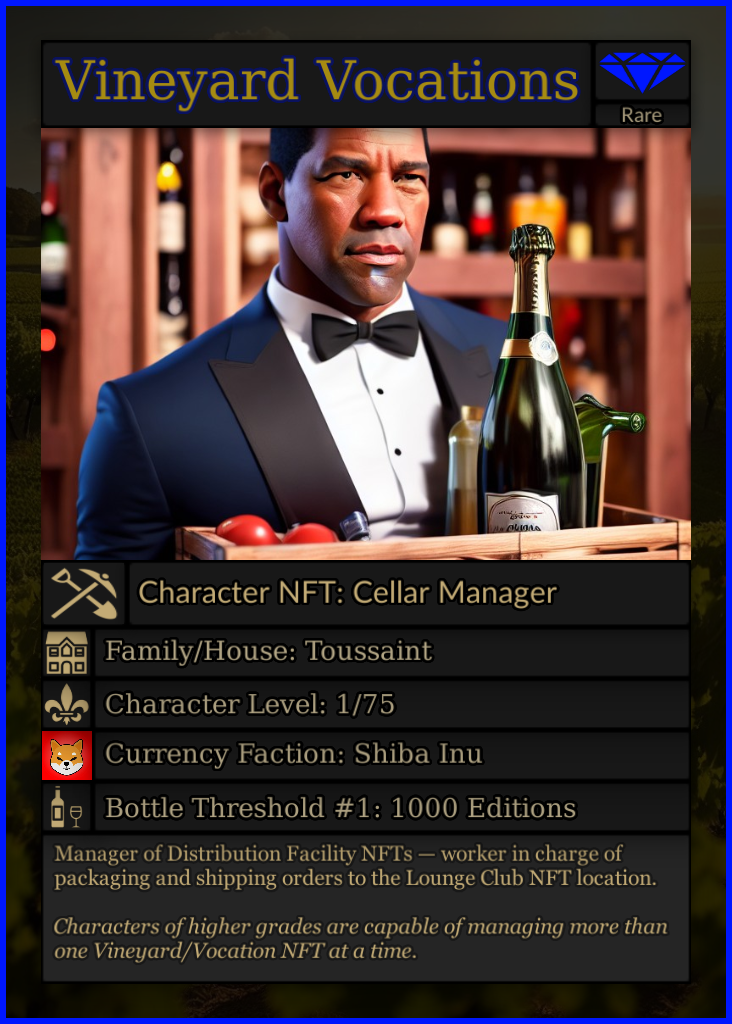 Vineyard Vocations
Rare
Character NFT: Cellar Manager
Family/House: Toussaint
Character Level: 1/75
Currency Faction: Shiba Inu
Bottle Threshold #1: 1000 Editions
Manager of Distribution Facility NFTs — worker in charge of
packaging and shipping orders to the Lounge Club NFT location.
Characters of higher grades are capable of managing more than
one Vineyard/Vocation NFT at a time.